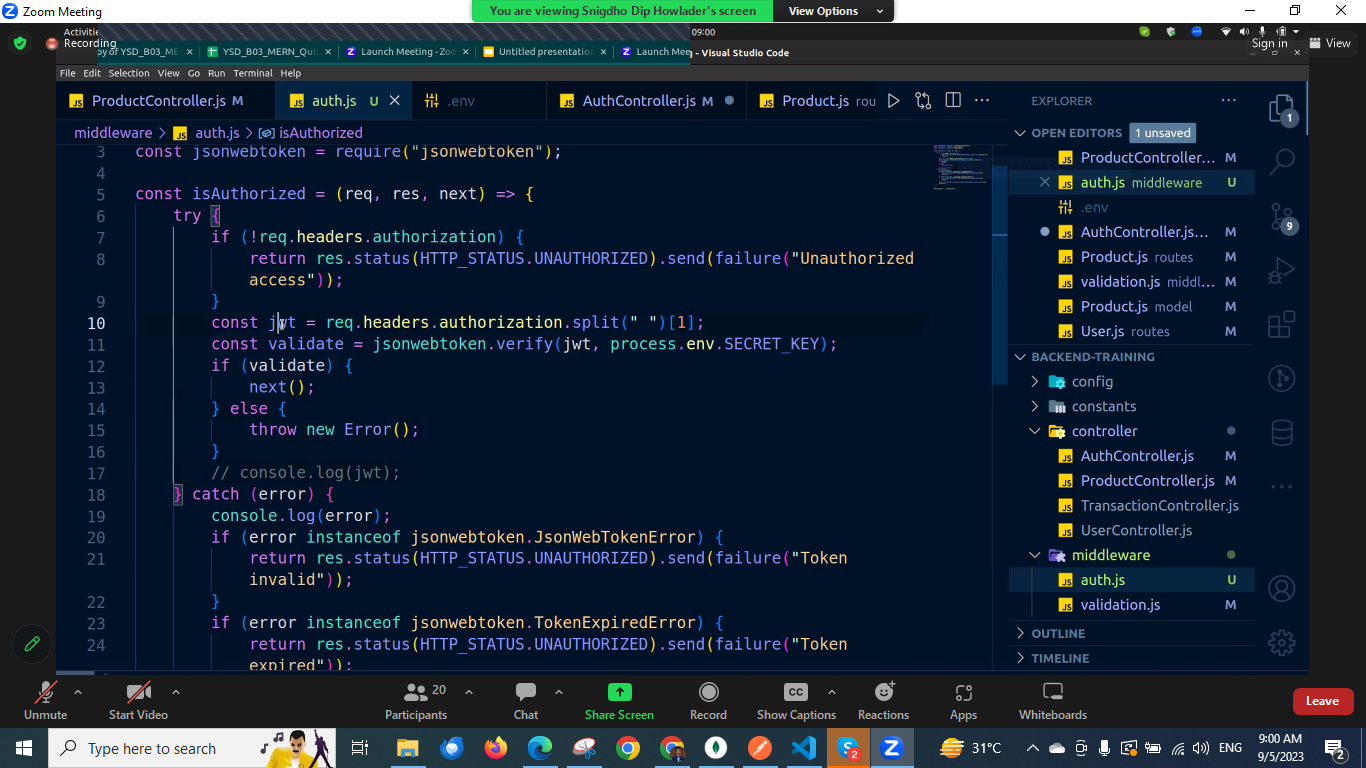 Zoom Meeting
You are viewing Snigdho Dip Howlader's screen
View Options
Activitie
Recording
py of YSD_B03_ME
YSD_B03_MERN_Qui
Launch Meeting - Zoo
Untitled presentation
Launch Mee
09:00
g - Visual Studio Code
Sign in
View
File Edit Selection View Go Run Terminal Help
ProductController.js M
auth.js U
.env
AuthController.js M
Product.js rou
middleware > auth.js > isAuthorized
3 const jsonwebtoken = require("jsonwebtoken");
4
5 const isAuthorized = (req, res, next) => {
6 try {
7 if (!req.headers.authorization) {
8 return res.status(HTTP_STATUS.UNAUTHORIZED).send(failure("Unauthorized
access"));
9 }
10 const jwt = req.headers.authorization.split(" ")[1];
11 const validate = jsonwebtoken.verify(jwt, process.env.SECRET_KEY);
12 if (validate) {
13 next();
14 } else {
15 throw new Error();
16 }
17 // console.log(jwt);
18 } catch (error) {
19 console.log(error);
20 if (error instanceof jsonwebtoken.JsonWebTokenError) {
21 return res.status(HTTP_STATUS.UNAUTHORIZED).send(failure("Token
invalid"));
22 }
23 if (error instanceof jsonwebtoken.TokenExpiredError) {
24 return res.status(HTTP_STATUS.UNAUTHORIZED).send(failure("Token
expired"));
EXPLORER
OPEN EDITORS 1 unsaved
ProductController... M
auth.js middleware U
.env
AuthController.js... M
Product.js routes M
validation.js middl... M
Product.js model M
User.js routes M
BACKEND-TRAINING
config
constants
controller
AuthController.js M
ProductController.js M
TransactionController.js
UserController.js
middleware
auth.js U
validation.js M
OUTLINE
TIMELINE
1
9
Unmute
Start Video
20
Participants
Chat
Share Screen
Record
CC
Show Captions
Reactions
Apps
Whiteboards
Leave
Type here to search
2
31°C
ENG
9:00 AM
9/5/2023
2